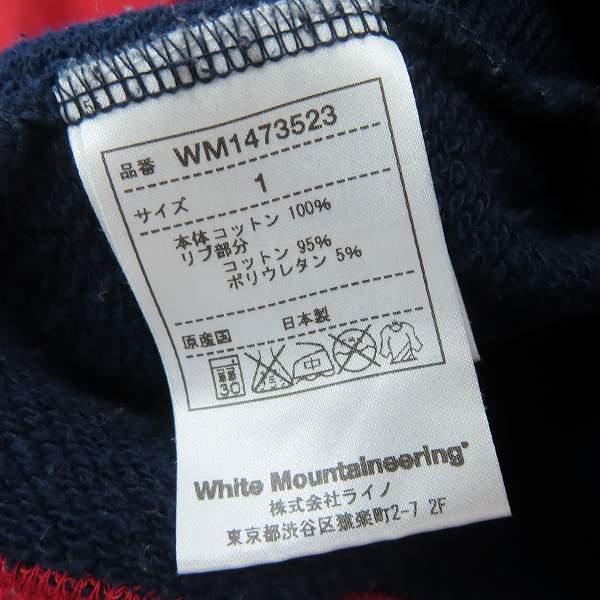 品番 WM1473523
サイズ 1
本体 コットン 100%
リブ部分
コットン 95%
ポリウレタン 5%
原産国 日本製
30 中
White Mountaineering
株式会社ライノ
東京都渋谷区猿楽町2-7 2F